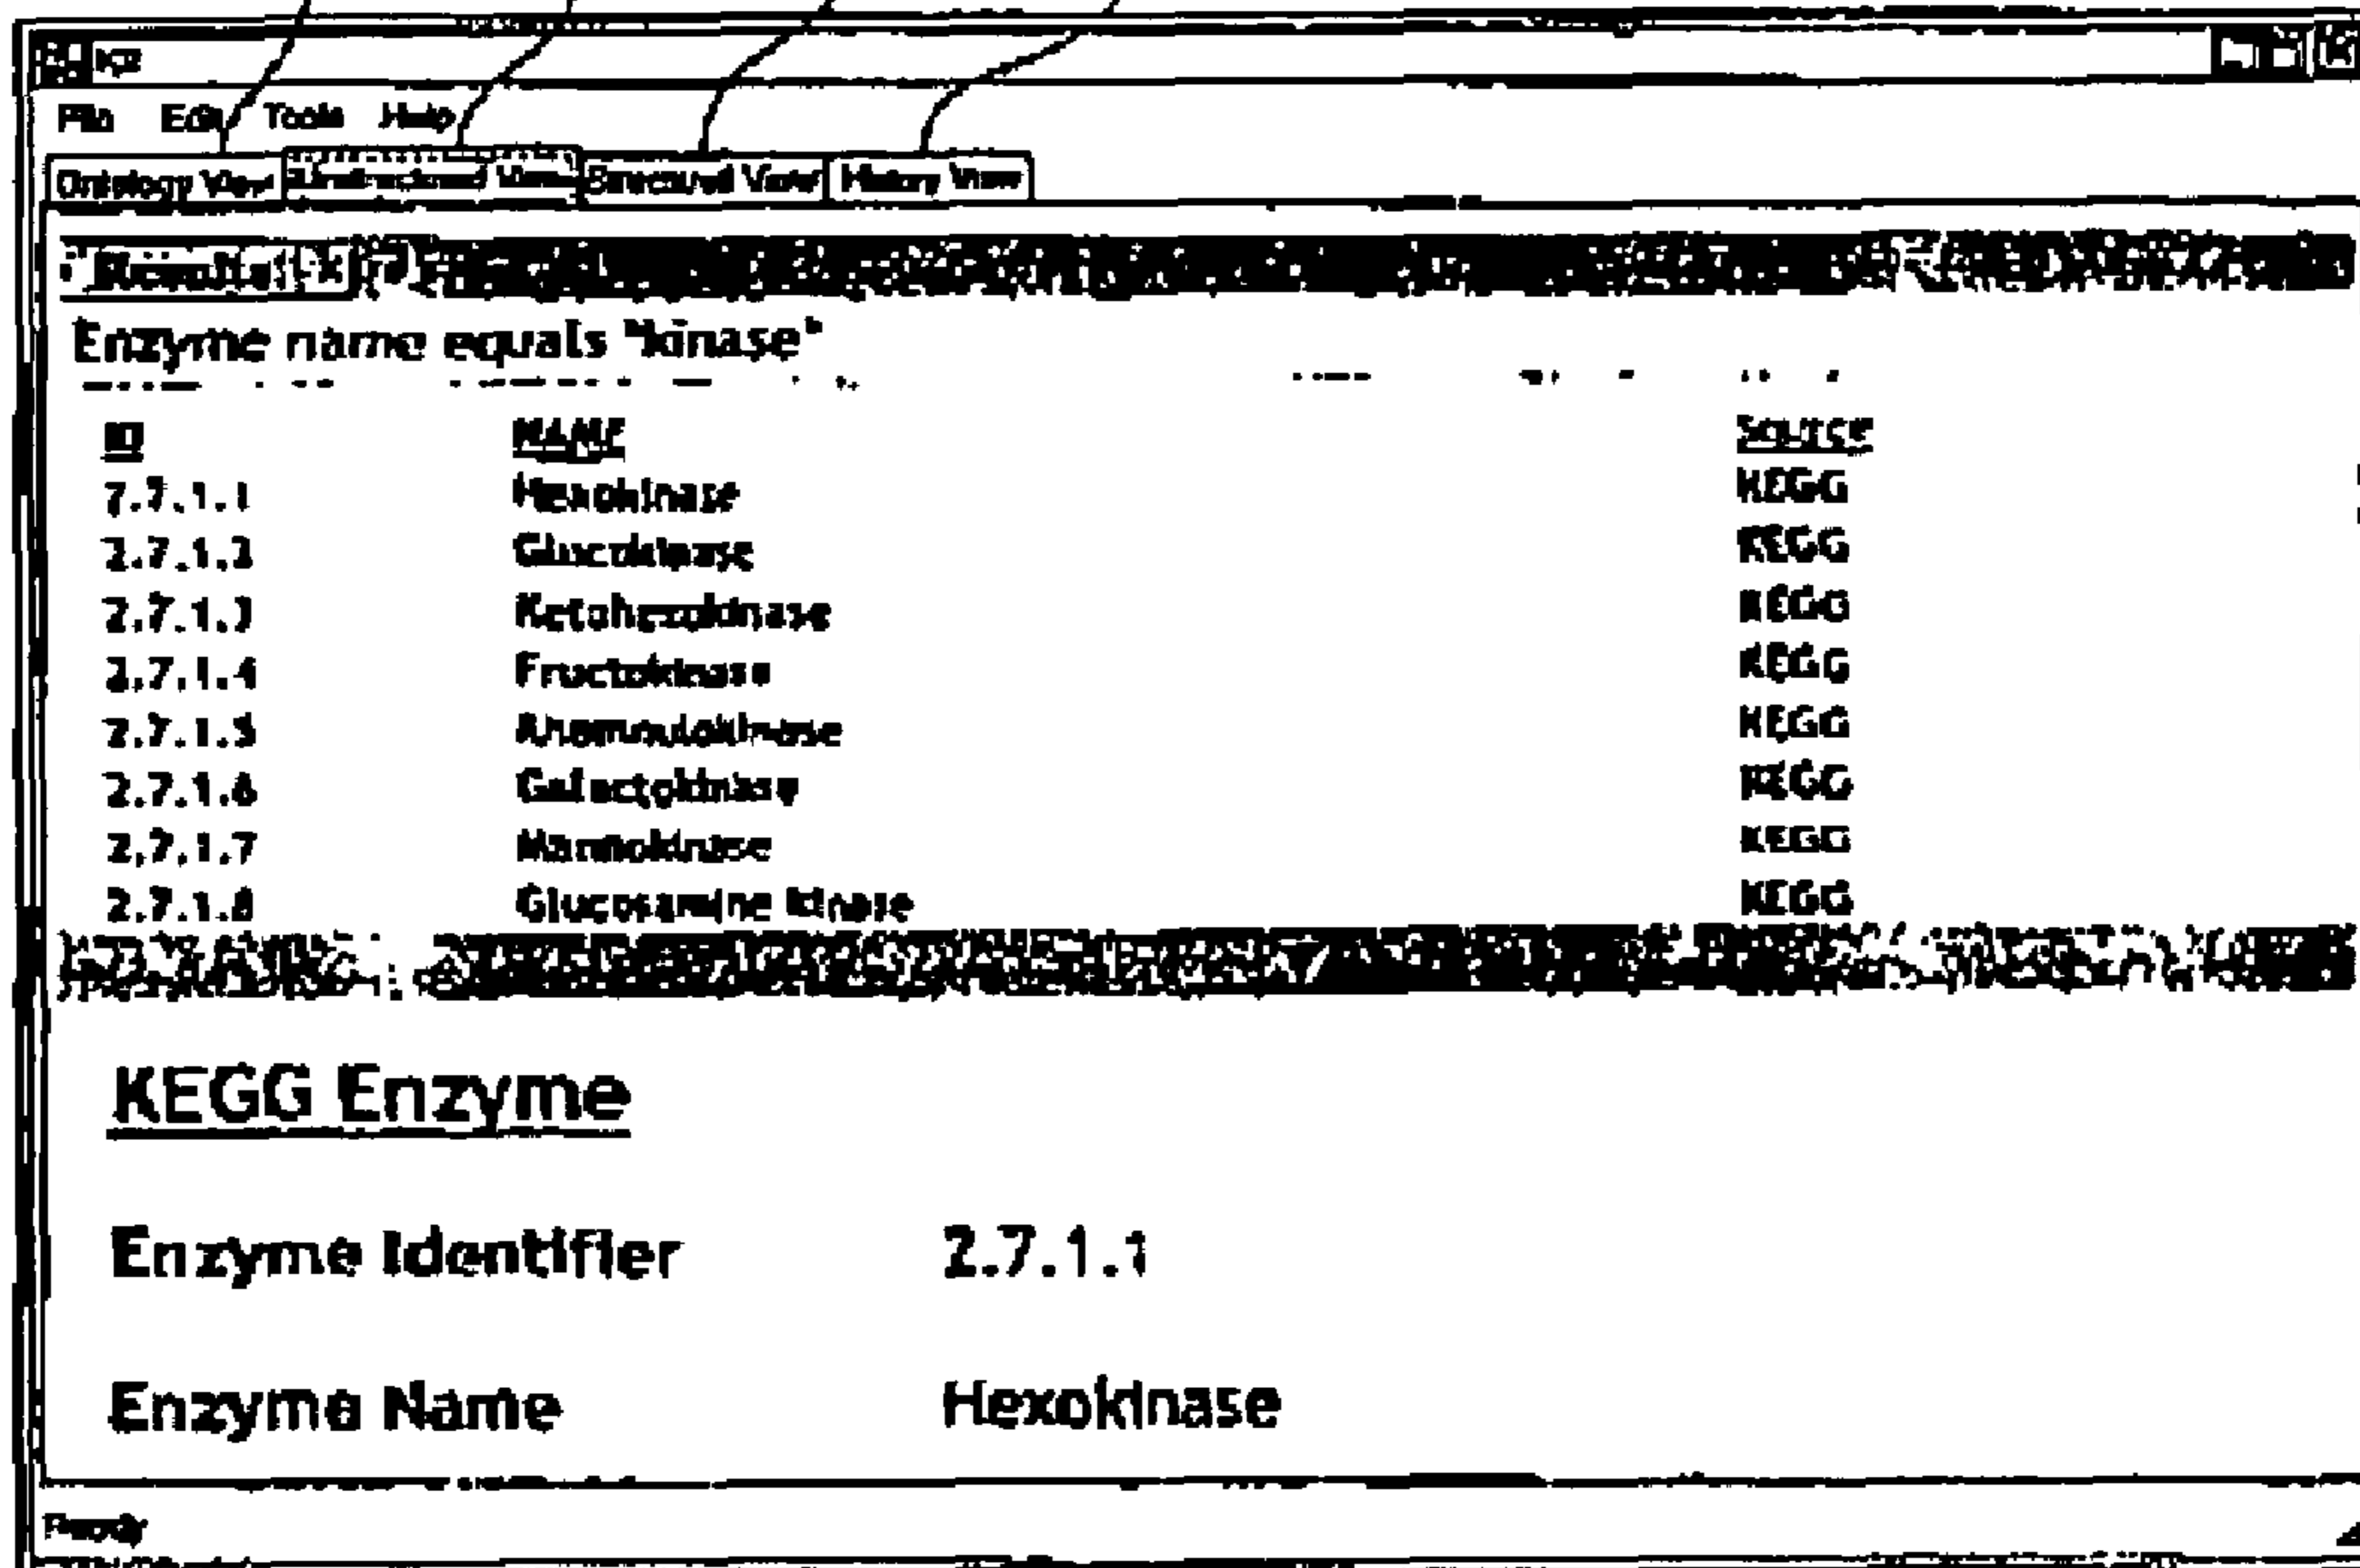 File Edit Tools Help
Ontology View Unstructured View Structured View History View
Results
Enzyme name equals "kinase"
ID NAME Source
2.7.1.1 Hexokinase KEGG
2.7.1.2 Glucokinase KEGG
2.7.1.3 Ketohexokinase KEGG
2.7.1.4 Fructokinase KEGG
2.7.1.5 Rhamnulokinase KEGG
2.7.1.6 Galactokinase KEGG
2.7.1.7 Mannokinase KEGG
2.7.1.8 Glucosamine kinase KEGG
KEGG Enzyme
Enzyme Identifier 2.7.1.1
Enzyme Name Hexokinase
Ready